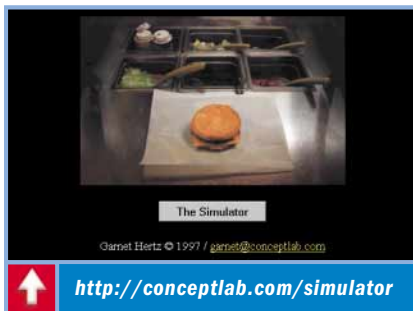 The Simulator
Garnet Hertz © 1997 / garnet@conceptlab.com
http://conceptlab.com/simulator